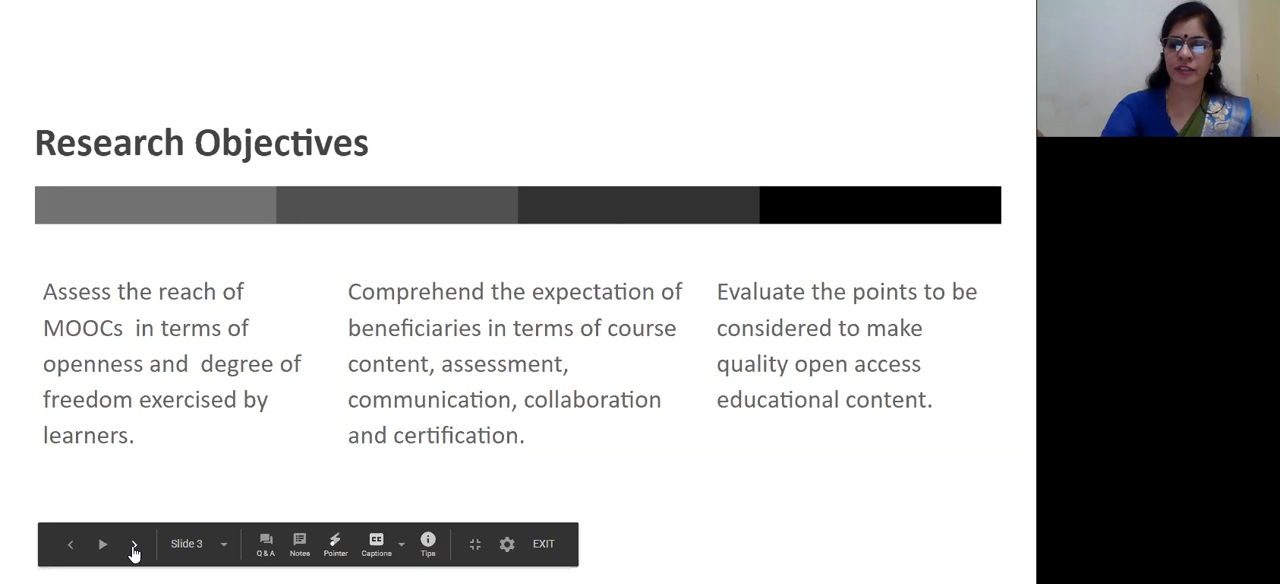 Research Objectives
Assess the reach of
MOOCs in terms of
openness and degree of
freedom exercised by
learners.
Comprehend the expectation of
beneficiaries in terms of course
content, assessment,
communication, collaboration
and certification.
Evaluate the points to be
considered to make
quality open access
educational content.
Slide 3
Q & A
Notes
Pointer
CC
Captions
Tips
EXIT